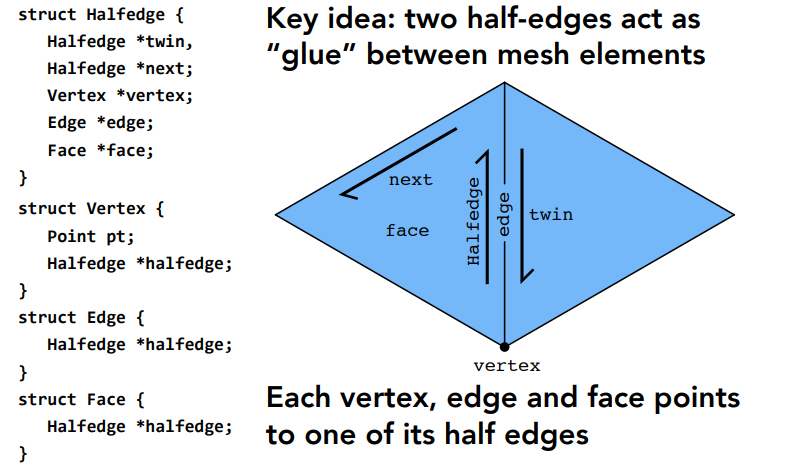 struct Halfedge {
Halfedge *twin,
Halfedge *next;
Vertex *vertex;
Edge *edge;
Face *face;
}
struct Vertex {
Point pt;
Halfedge *halfedge;
}
struct Edge {
Halfedge *halfedge;
}
struct Face {
Halfedge *halfedge;
}
Key idea: two half-edges act as
“glue” between mesh elements
next
face
Halfedge
edge
twin
vertex
Each vertex, edge and face points
to one of its half edges